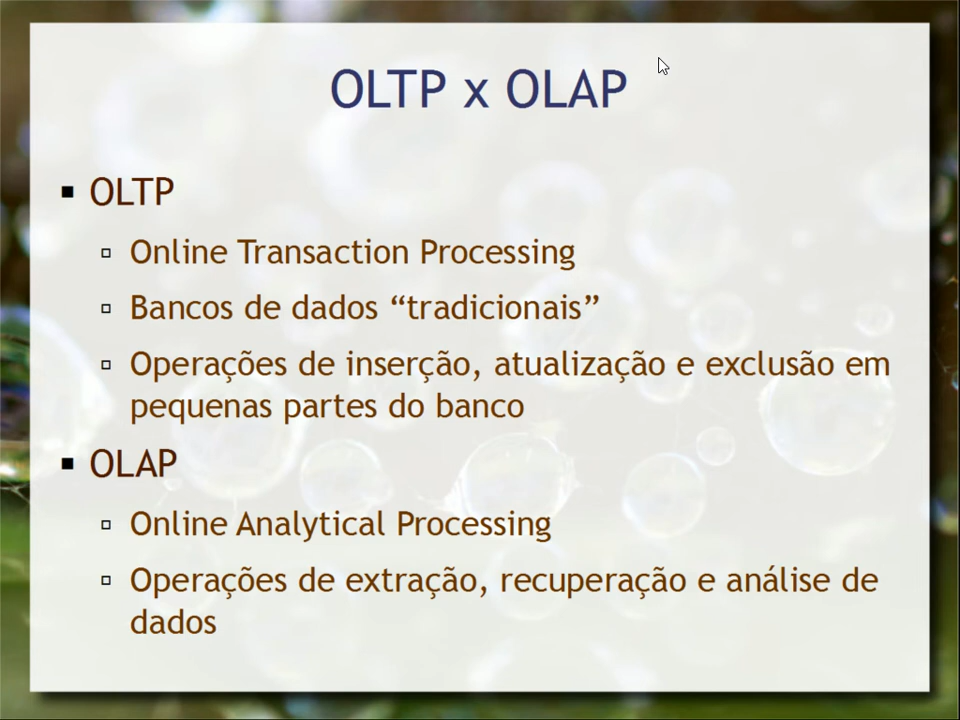 OLTP x OLAP
OLTP
Online Transaction Processing
Bancos de dados “tradicionais”
Operações de inserção, atualização e exclusão em
pequenas partes do banco
OLAP
Online Analytical Processing
Operações de extração, recuperação e análise de
dados